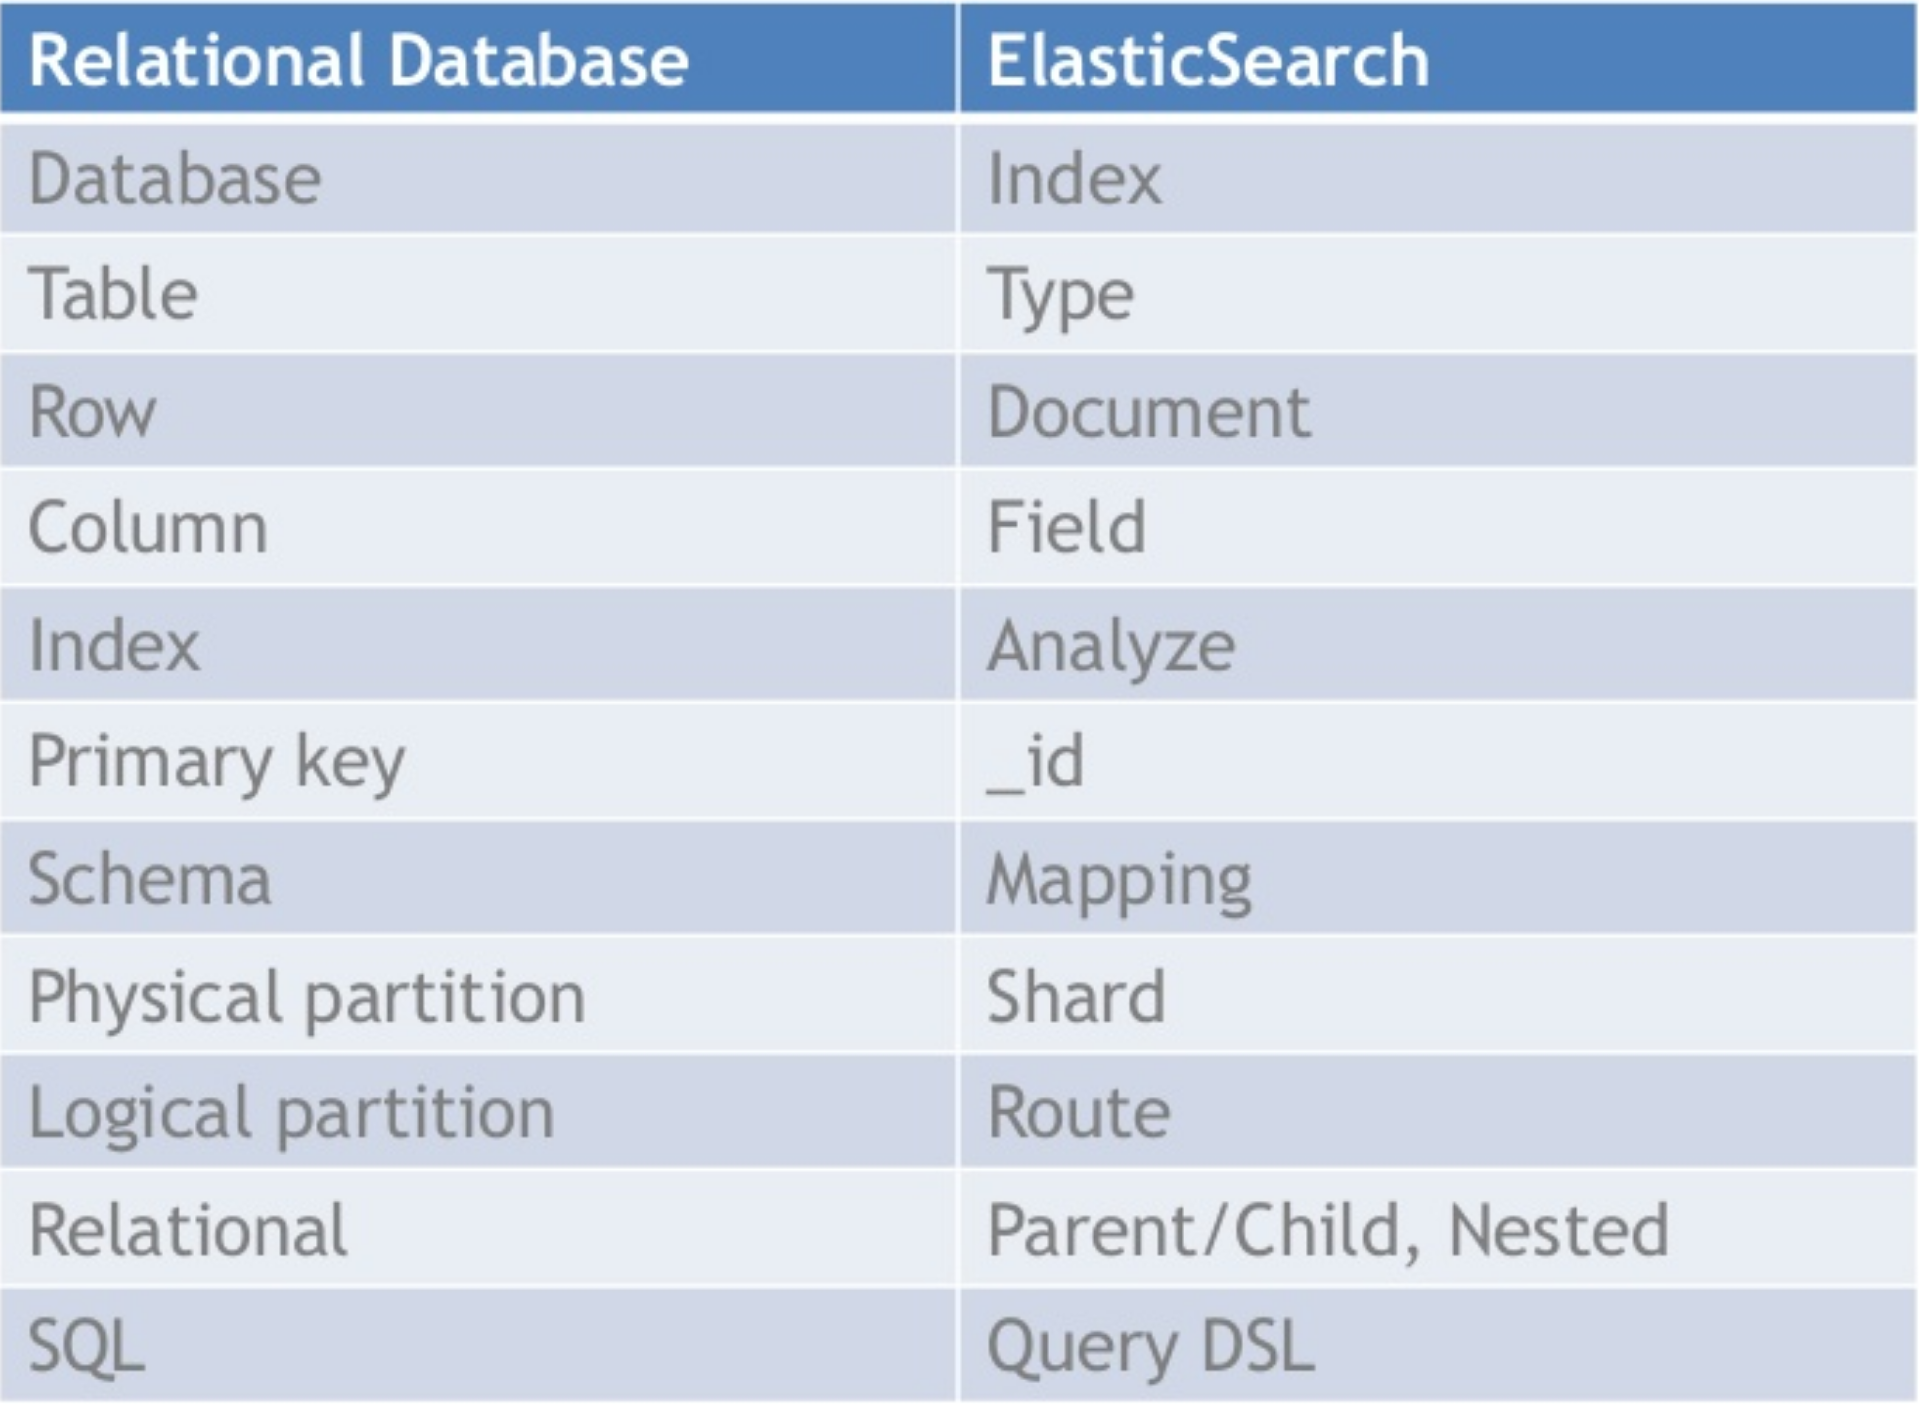 Relational Database ElasticSearch
Database Index
Table Type
Row Document
Column Field
Index Analyze
Primary key _id
Schema Mapping
Physical partition Shard
Logical partition Route
Relational Parent/Child, Nested
SQL Query DSL